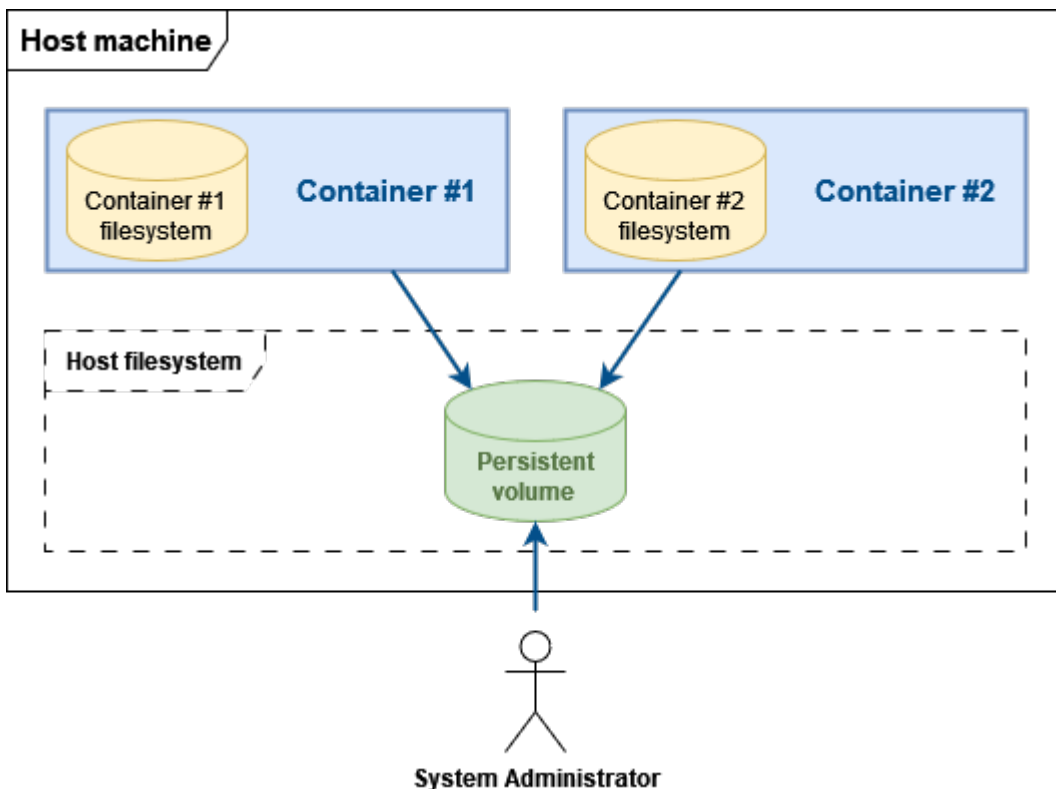 Host machine
Container #1
filesystem
Container #1
Container #2
filesystem
Container #2
Host filesystem
Persistent
volume
System Administrator